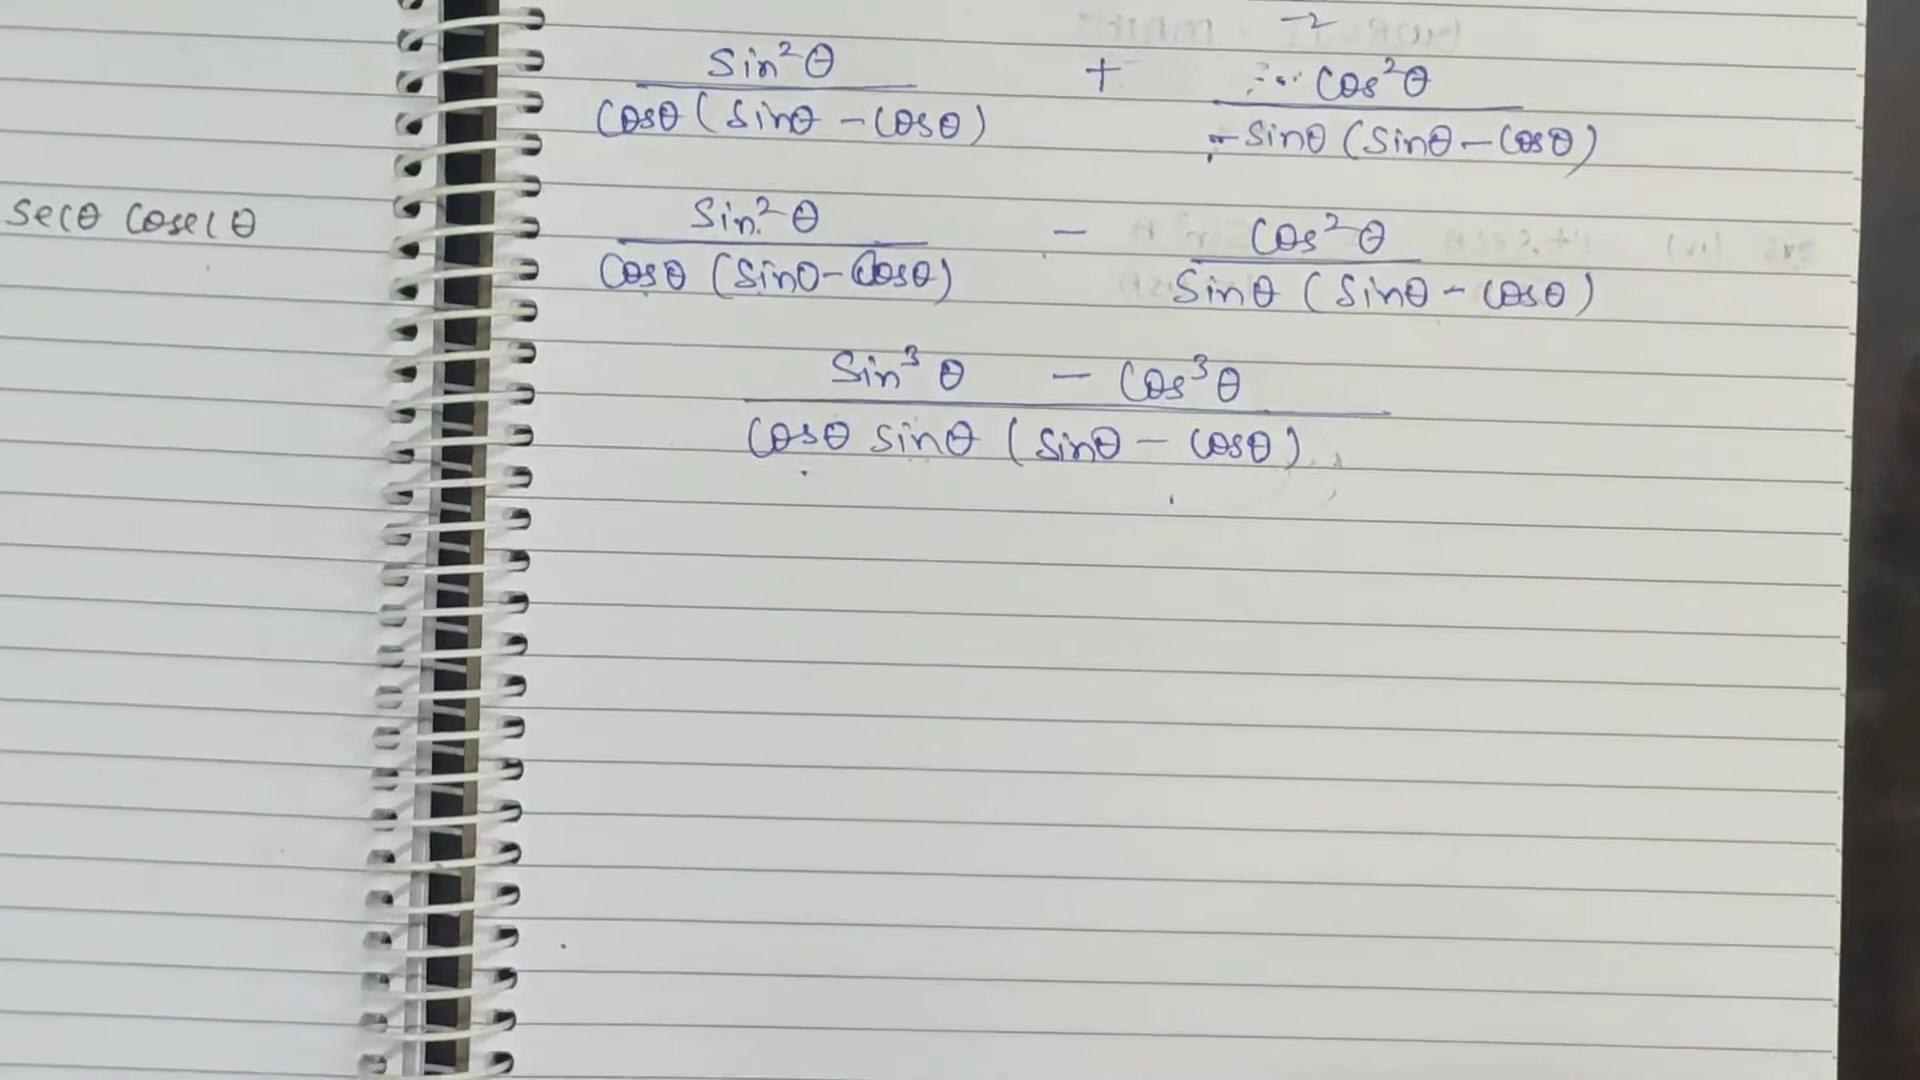 sin²θ / cosθ (sinθ - cosθ) + cos²θ / - sinθ (sinθ - cosθ)
secθ cosecθ
sin²θ / cosθ (sinθ - cosθ) - cos²θ / sinθ (sinθ - cosθ)
sin³θ - cos³θ / cosθ sinθ (sinθ - cosθ)